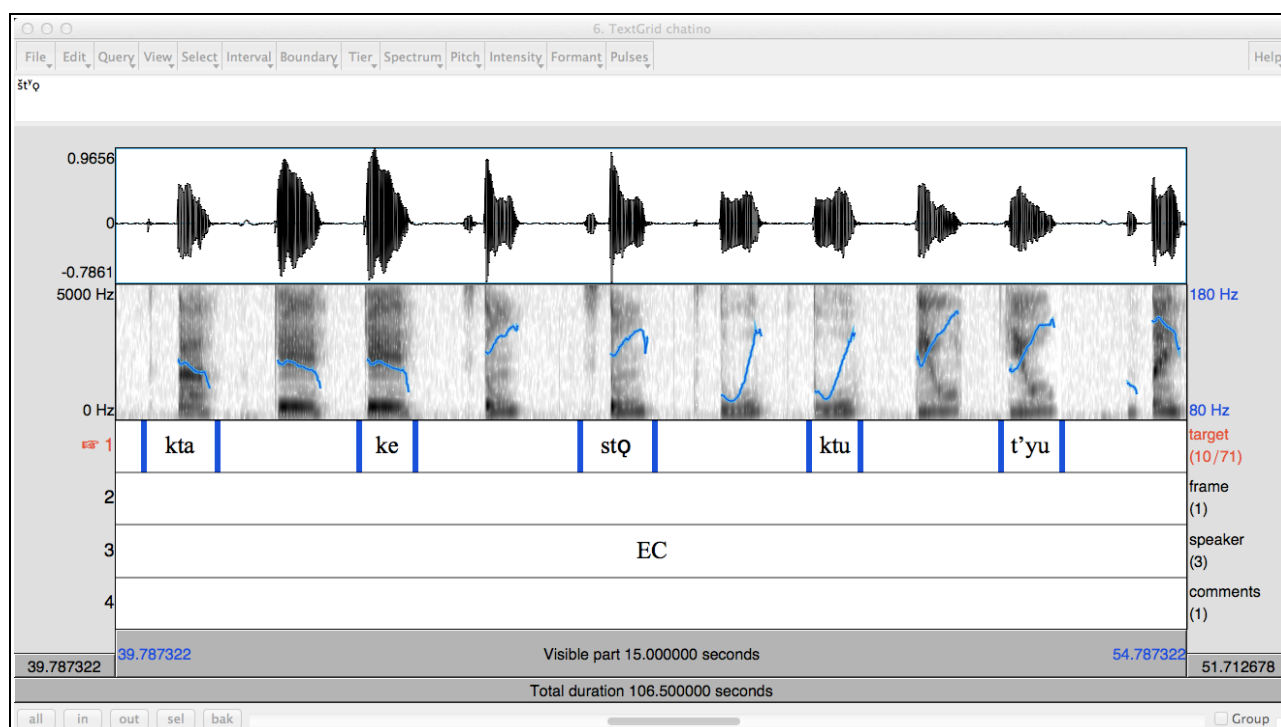 6. TextGrid chatino
File Edit Query View Select Interval Boundary Tier Spectrum Pitch Intensity Formant Pulses Help
štʸǫ
0.9656
0
-0.7861
5000 Hz 180 Hz
0 Hz 80 Hz
☞ 1 kta ke stǫ ktu t’yu target (10/71)
2 frame (1)
3 EC speaker (3)
4 comments (1)
39.787322 39.787322 Visible part 15.000000 seconds 54.787322 51.712678
Total duration 106.500000 seconds
all in out sel bak Group